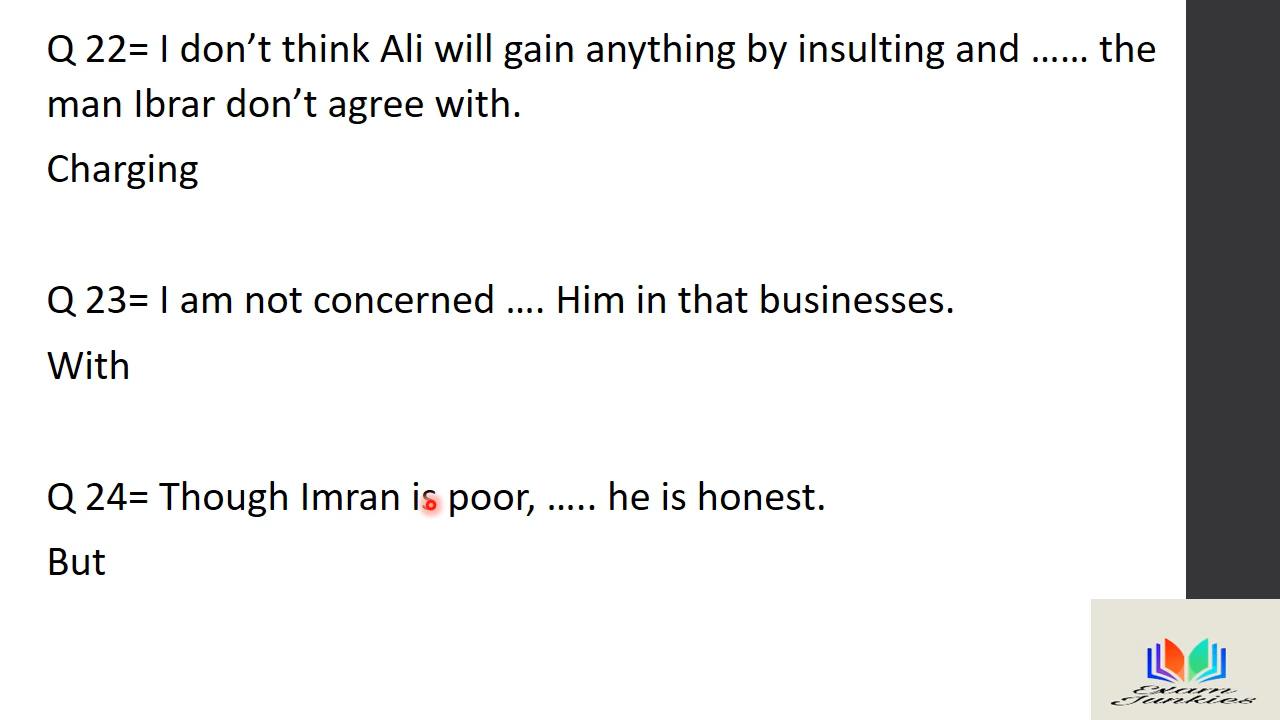 Q 22= I don’t think Ali will gain anything by insulting and …… the
man Ibrar don’t agree with.
Charging
Q 23= I am not concerned …. Him in that businesses.
With
Q 24= Though Imran is poor, ….. he is honest.
But
Exam
Junkies